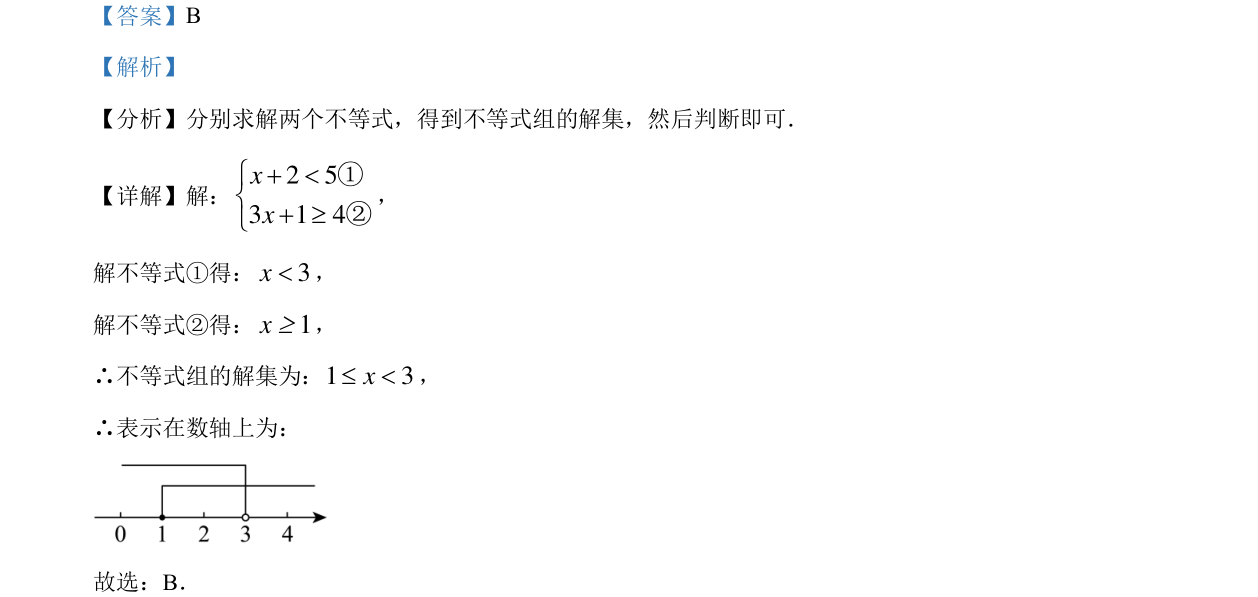 【答案】B
【解析】
【分析】分别求解两个不等式，得到不等式组的解集，然后判断即可．
【详解】解：{x+2<5①
3x+1≥4②，
解不等式①得：x<3，
解不等式②得：x≥1，
∴不等式组的解集为：1≤x<3，
∴表示在数轴上为：
0 1 2 3 4
故选：B．